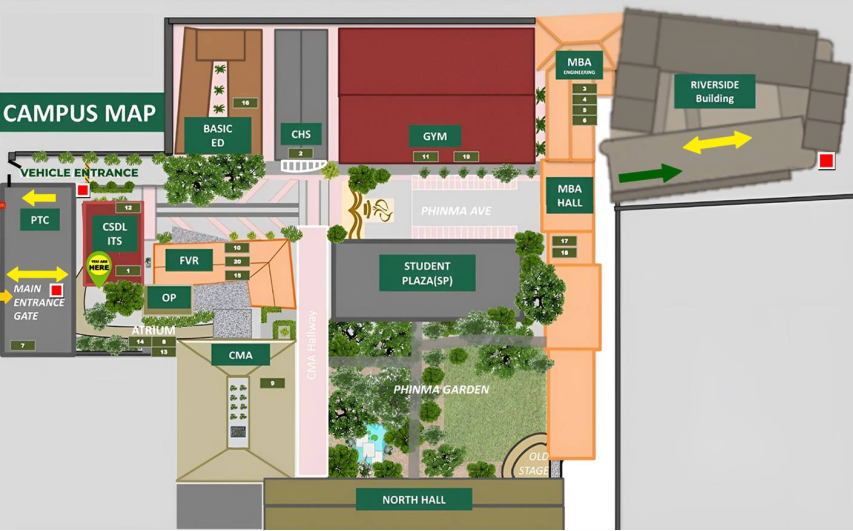 CAMPUS MAP
BASIC
ED
16
CHS
2
GYM
11
19
MBA
ENGINEERING
3
4
5
6
RIVERSIDE
Building
VEHICLE ENTRANCE
PTC
12
CSDL
ITS
YOU ARE
HERE
1
MAIN
ENTRANCE
GATE
7
FVR
10
20
15
OP
ATRIUM
14
8
13
PHINMA AVE
MBA
HALL
17
18
STUDENT
PLAZA(SP)
CMA
9
CMA Hallway
PHINMA GARDEN
OLD
STAGE
NORTH HALL